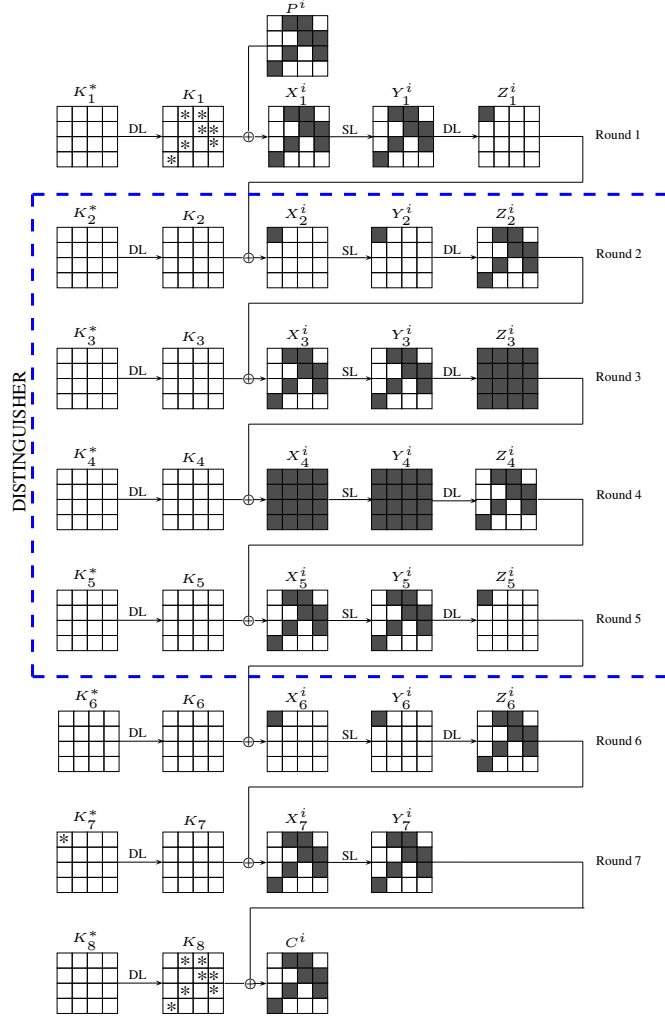 P^i
K_1^* K_1 X_1^i Y_1^i Z_1^i
* *
* *
* *
*
DL SL DL Round 1
K_2^* K_2 X_2^i Y_2^i Z_2^i
DL SL DL Round 2
K_3^* K_3 X_3^i Y_3^i Z_3^i
DL SL DL Round 3
DISTINGUISHER
K_4^* K_4 X_4^i Y_4^i Z_4^i
DL SL DL Round 4
K_5^* K_5 X_5^i Y_5^i Z_5^i
DL SL DL Round 5
K_6^* K_6 X_6^i Y_6^i Z_6^i
DL SL DL Round 6
K_7^* K_7 X_7^i Y_7^i
*
DL SL Round 7
K_8^* K_8 C^i
* *
* *
* *
*
DL